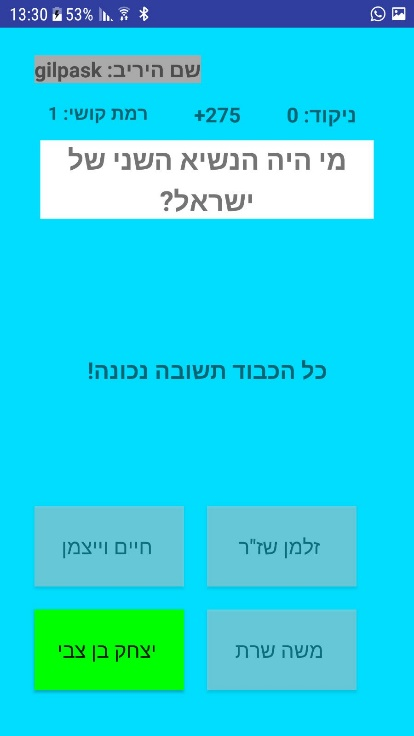 13:30 53%
שם היריב: gilpask
ניקוד: 0 +275 רמת קושי: 1
מי היה הנשיא השני של
ישראל?
כל הכבוד תשובה נכונה!
זלמן שז"ר חיים וייצמן
משה שרת יצחק בן צבי